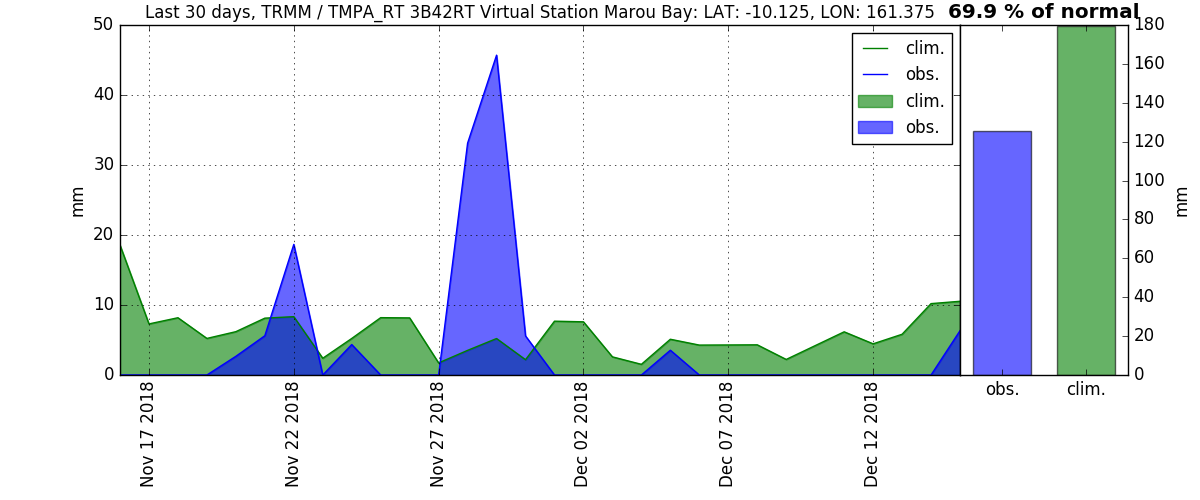 Last 30 days, TRMM / TMPA_RT 3B42RT Virtual Station Marou Bay: LAT: -10.125, LON: 161.375 69.9 % of normal
50
40
30
20
10
0
mm
clim.
obs.
clim.
obs.
Nov 17 2018
Nov 22 2018
Nov 27 2018
Dec 02 2018
Dec 07 2018
Dec 12 2018
180
160
140
120
100
80
60
40
20
0
mm
obs.
clim.